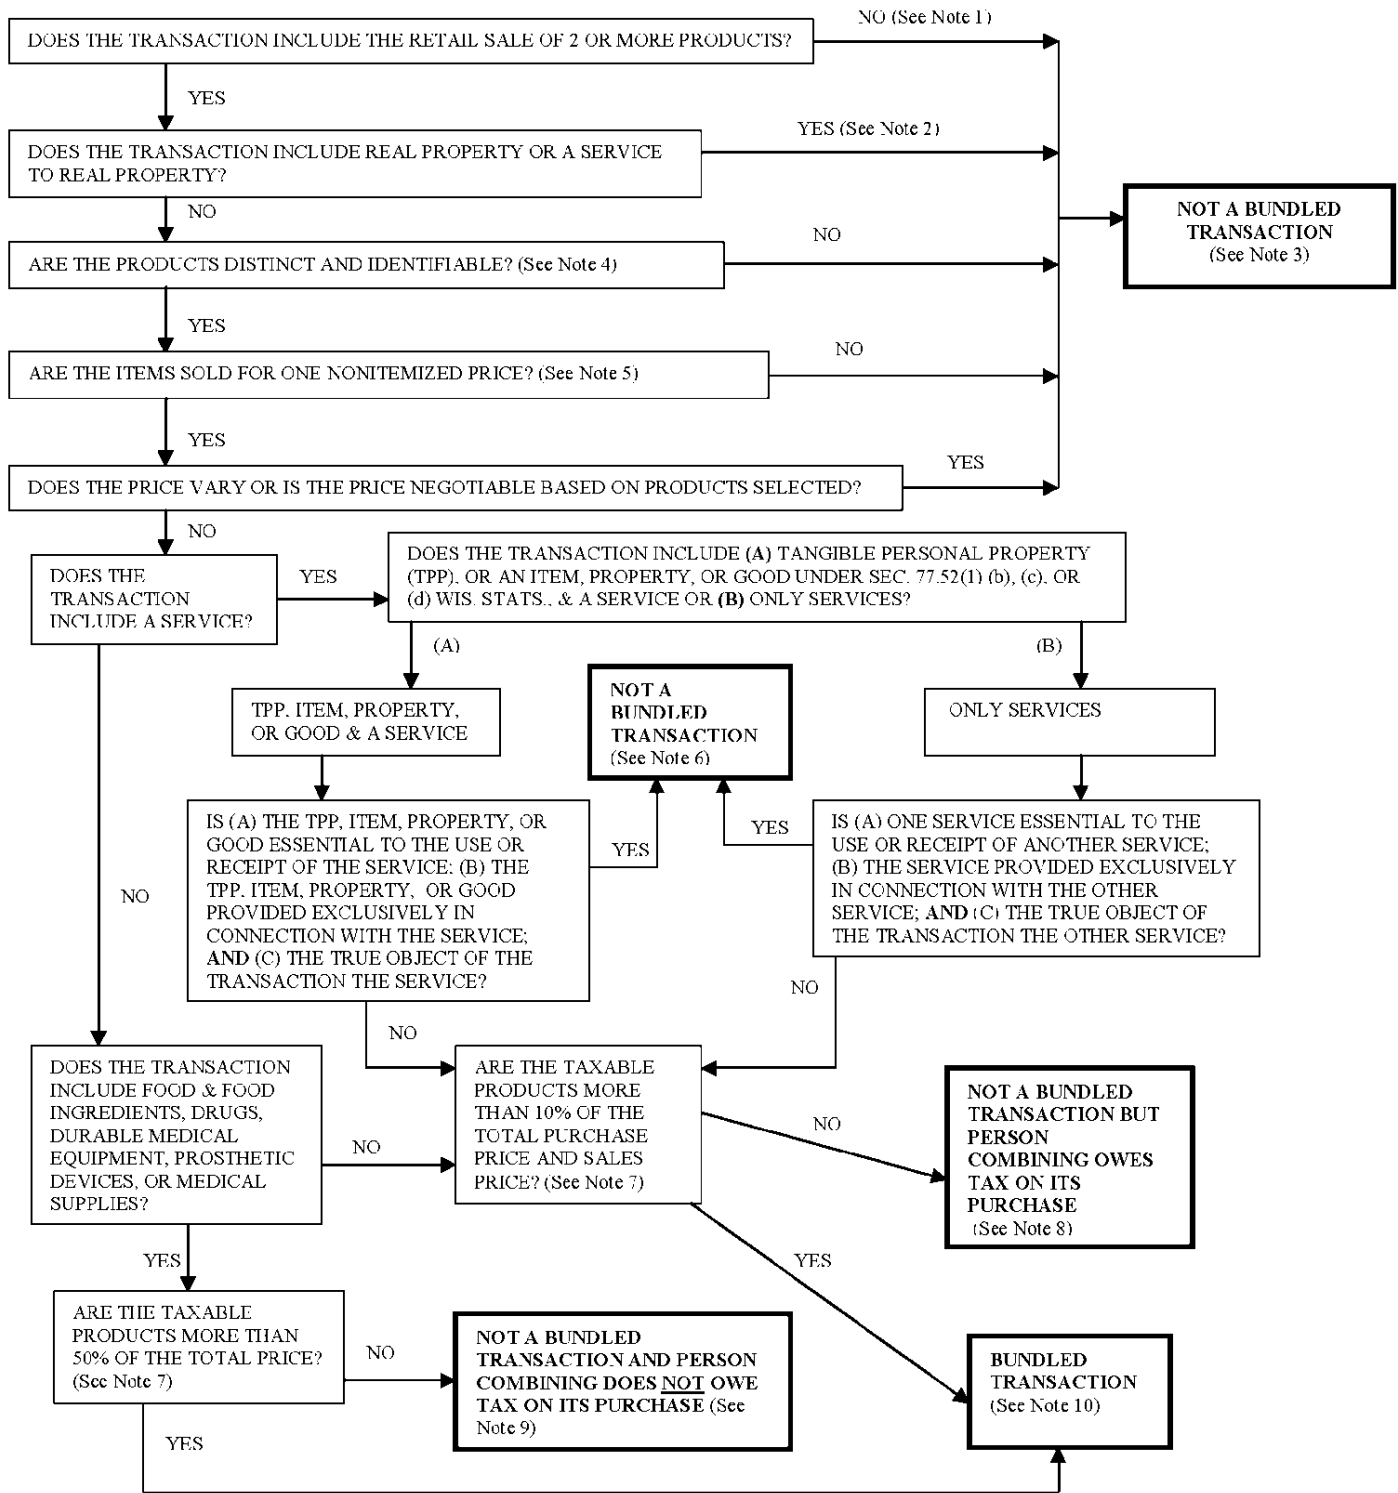 NO (See Note 1)
DOES THE TRANSACTION INCLUDE THE RETAIL SALE OF 2 OR MORE PRODUCTS?
YES
YES (See Note 2)
DOES THE TRANSACTION INCLUDE REAL PROPERTY OR A SERVICE
TO REAL PROPERTY?
NO
NOT A BUNDLED
TRANSACTION
(See Note 3)
NO
ARE THE PRODUCTS DISTINCT AND IDENTIFIABLE? (See Note 4)
YES
NO
ARE THE ITEMS SOLD FOR ONE NONITEMIZED PRICE? (See Note 5)
YES
YES
DOES THE PRICE VARY OR IS THE PRICE NEGOTIABLE BASED ON PRODUCTS SELECTED?
NO
DOES THE
TRANSACTION
INCLUDE A SERVICE?
YES
DOES THE TRANSACTION INCLUDE (A) TANGIBLE PERSONAL PROPERTY
(TPP), OR AN ITEM, PROPERTY, OR GOOD UNDER SEC. 77.52(1) (b), (c), OR
(d) WIS. STATS., & A SERVICE OR (B) ONLY SERVICES?
(A)
(B)
TPP, ITEM, PROPERTY,
OR GOOD & A SERVICE
NOT A
BUNDLED
TRANSACTION
(See Note 6)
ONLY SERVICES
IS (A) THE TPP, ITEM, PROPERTY, OR
GOOD ESSENTIAL TO THE USE OR
RECEIPT OF THE SERVICE; (B) THE
TPP, ITEM, PROPERTY, OR GOOD
PROVIDED EXCLUSIVELY IN
CONNECTION WITH THE SERVICE;
AND (C) THE TRUE OBJECT OF THE
TRANSACTION THE SERVICE?
YES
YES
IS (A) ONE SERVICE ESSENTIAL TO THE
USE OR RECEIPT OF ANOTHER SERVICE;
(B) THE SERVICE PROVIDED EXCLUSIVELY
IN CONNECTION WITH THE OTHER
SERVICE; AND (C) THE TRUE OBJECT OF
THE TRANSACTION THE OTHER SERVICE?
NO
NO
NO
DOES THE TRANSACTION
INCLUDE FOOD & FOOD
INGREDIENTS, DRUGS,
DURABLE MEDICAL
EQUIPMENT, PROSTHETIC
DEVICES, OR MEDICAL
SUPPLIES?
NO
ARE THE TAXABLE
PRODUCTS MORE
THAN 10% OF THE
TOTAL PURCHASE
PRICE AND SALES
PRICE? (See Note 7)
NO
NOT A BUNDLED
TRANSACTION BUT
PERSON
COMBINING OWES
TAX ON ITS
PURCHASE
(See Note 8)
YES
YES
ARE THE TAXABLE
PRODUCTS MORE THAN
50% OF THE TOTAL PRICE?
(See Note 7)
NO
NOT A BUNDLED
TRANSACTION AND PERSON
COMBINING DOES NOT OWE
TAX ON ITS PURCHASE (See
Note 9)
BUNDLED
TRANSACTION
(See Note 10)
YES